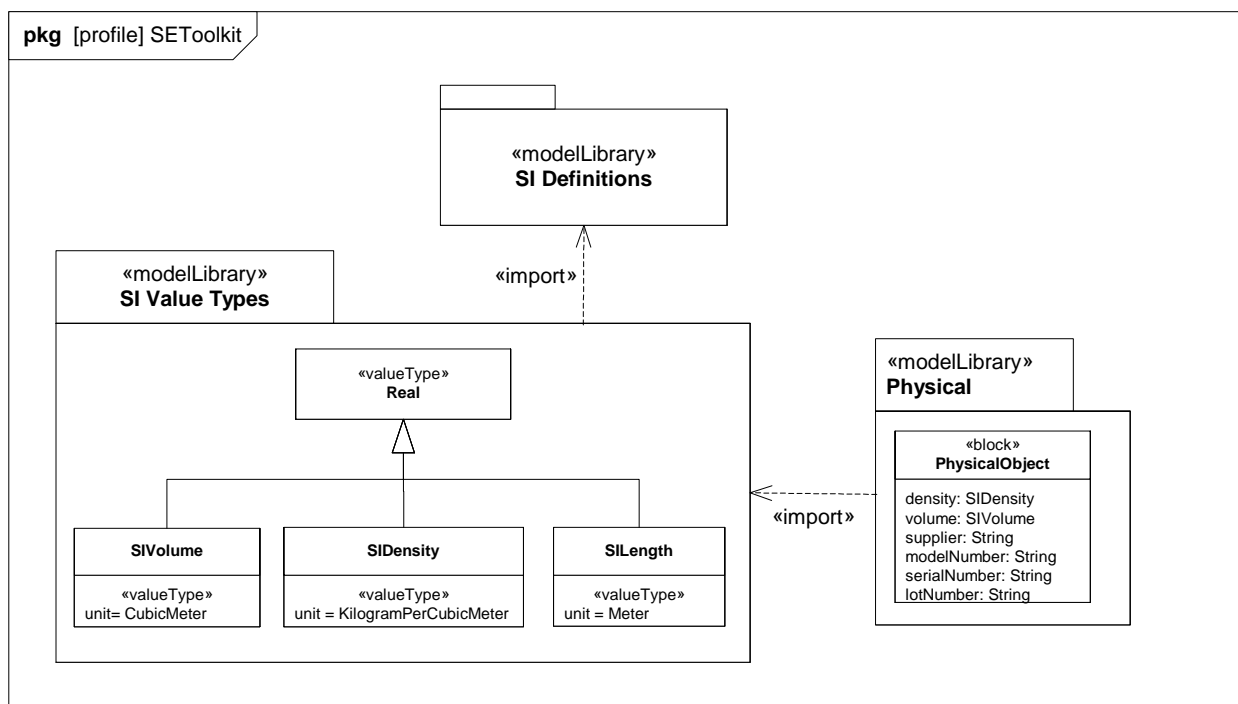 pkg [profile] SEToolkit
«modelLibrary»
SI Definitions
«import»
«modelLibrary»
SI Value Types
«valueType»
Real
SIVolume
«valueType»
unit= CubicMeter
SIDensity
«valueType»
unit = KilogramPerCubicMeter
SILength
«valueType»
unit = Meter
«import»
«modelLibrary»
Physical
«block»
PhysicalObject
density: SIDensity
volume: SIVolume
supplier: String
modelNumber: String
serialNumber: String
lotNumber: String